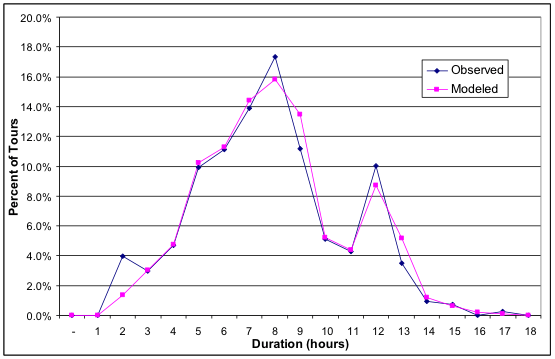 20.0%
18.0%
16.0%
14.0%
12.0%
10.0%
8.0%
6.0%
4.0%
2.0%
0.0%
Percent of Tours
Observed
Modeled
- 1 2 3 4 5 6 7 8 9 10 11 12 13 14 15 16 17 18
Duration (hours)